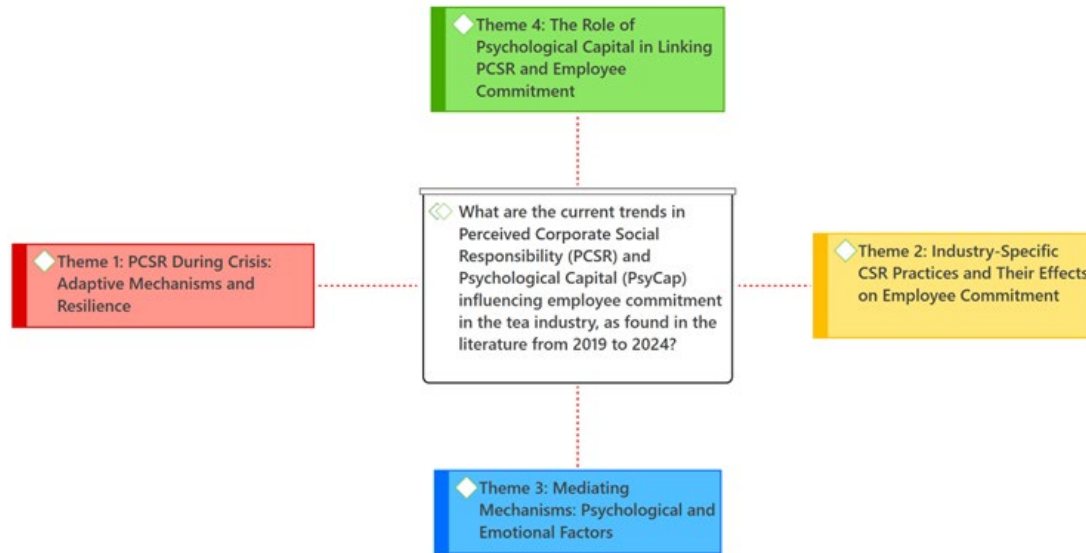 Theme 4: The Role of
Psychological Capital in Linking
PCSR and Employee
Commitment
What are the current trends in
Perceived Corporate Social
Responsibility (PCSR) and
Psychological Capital (PsyCap)
influencing employee commitment
in the tea industry, as found in the
literature from 2019 to 2024?
Theme 1: PCSR During Crisis:
Adaptive Mechanisms and
Resilience
Theme 2: Industry-Specific
CSR Practices and Their Effects
on Employee Commitment
Theme 3: Mediating
Mechanisms: Psychological and
Emotional Factors